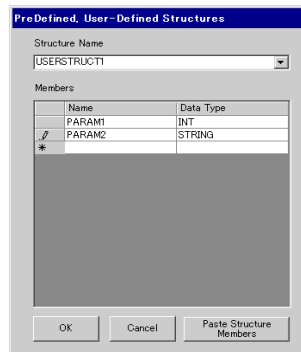 PreDefined, User-Defined Structures
Structure Name
USERSTRUCT1
Members
Name Data Type
PARAM1 INT
PARAM2 STRING
*
OK Cancel Paste Structure
Members